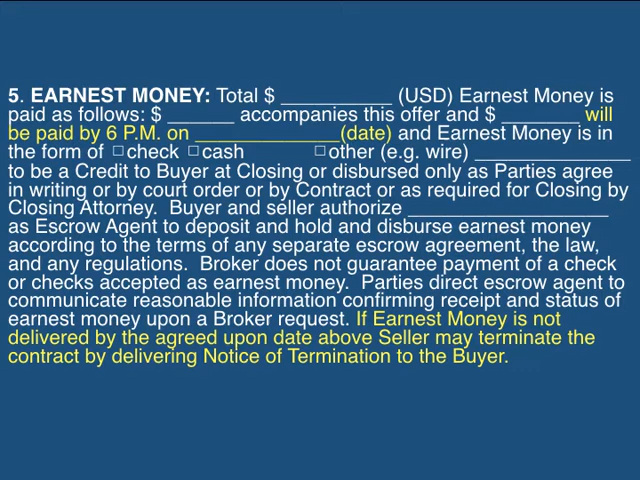 5. EARNEST MONEY: Total $ __________ (USD) Earnest Money is
paid as follows: $ ______ accompanies this offer and $ _______ will
be paid by 6 P.M. on _____________(date) and Earnest Money is in
the form of □check □cash □other (e.g. wire) ______________
to be a Credit to Buyer at Closing or disbursed only as Parties agree
in writing or by court order or by Contract or as required for Closing by
Closing Attorney. Buyer and seller authorize __________________
as Escrow Agent to deposit and hold and disburse earnest money
according to the terms of any separate escrow agreement, the law,
and any regulations. Broker does not guarantee payment of a check
or checks accepted as earnest money. Parties direct escrow agent to
communicate reasonable information confirming receipt and status of
earnest money upon a Broker request. If Earnest Money is not
delivered by the agreed upon date above Seller may terminate the
contract by delivering Notice of Termination to the Buyer.